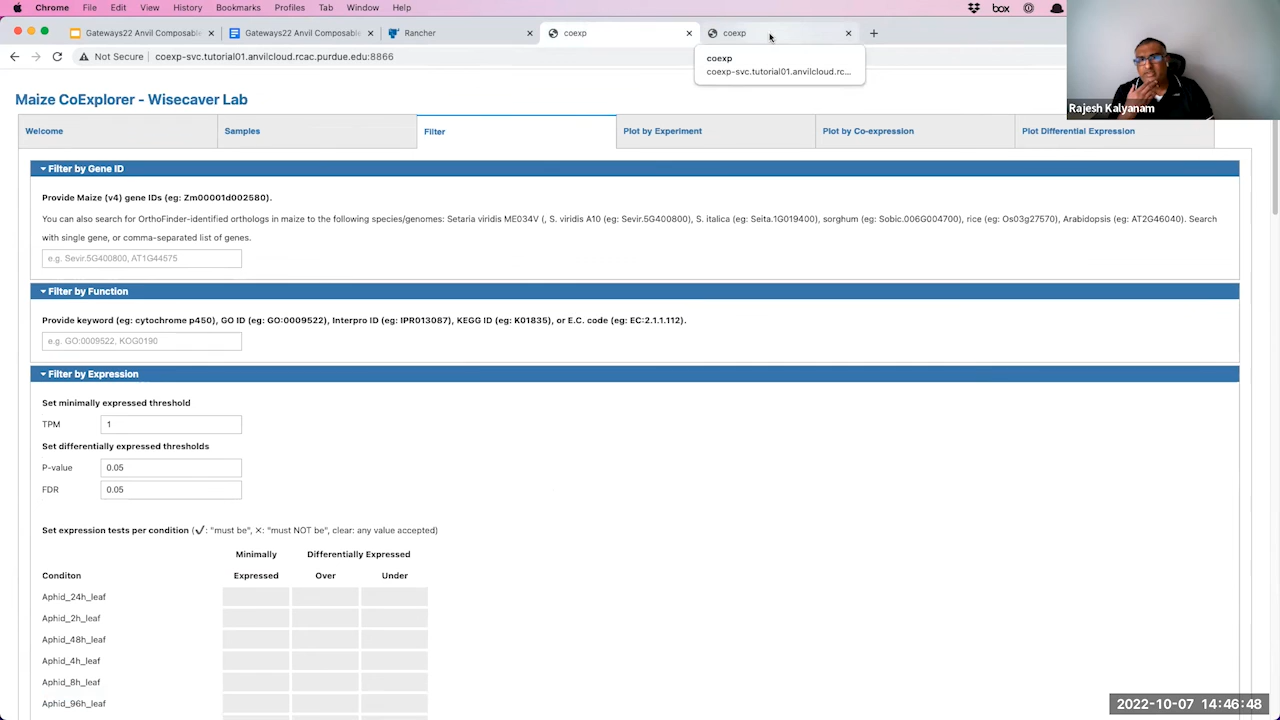 Chrome File Edit View History Bookmarks Profiles Tab Window Help
box
Gateways22 Anvil Composable
Gateways22 Anvil Composable
Rancher
coexp
coexp
Not Secure
coexp-svc.tutorial01.anvilcloud.rcac.purdue.edu:8866
coexp
coexp-svc.tutorial01.anvilcloud.rc...
Rajesh Kalyanam
Maize CoExplorer - Wisecaver Lab
Welcome
Samples
Filter
Plot by Experiment
Plot by Co-expression
Plot Differential Expression
Filter by Gene ID
Provide Maize (v4) gene IDs (eg: Zm00001d002580).
You can also search for OrthoFinder-identified orthologs in maize to the following species/genomes: Setaria viridis ME034V (, S. viridis A10 (eg: Sevir.5G400800), S. italica (eg: Seita.1G019400), sorghum (eg: Sobic.006G004700), rice (eg: Os03g27570), Arabidopsis (eg: AT2G46040). Search
with single gene, or comma-separated list of genes.
e.g. Sevir.5G400800, AT1G44575
Filter by Function
Provide keyword (eg: cytochrome p450), GO ID (eg: GO:0009522), Interpro ID (eg: IPR013087), KEGG ID (eg: K01835), or E.C. code (eg: EC:2.1.1.112).
e.g. GO:0009522, KOG0190
Filter by Expression
Set minimally expressed threshold
TPM 1
Set differentially expressed thresholds
P-value 0.05
FDR 0.05
Set expression tests per condition (✓: "must be", ✕: "must NOT be", clear: any value accepted)
Minimally Differentially Expressed
Conditon Expressed Over Under
Aphid_24h_leaf
Aphid_2h_leaf
Aphid_48h_leaf
Aphid_4h_leaf
Aphid_8h_leaf
Aphid_96h_leaf
2022-10-07 14:46:48